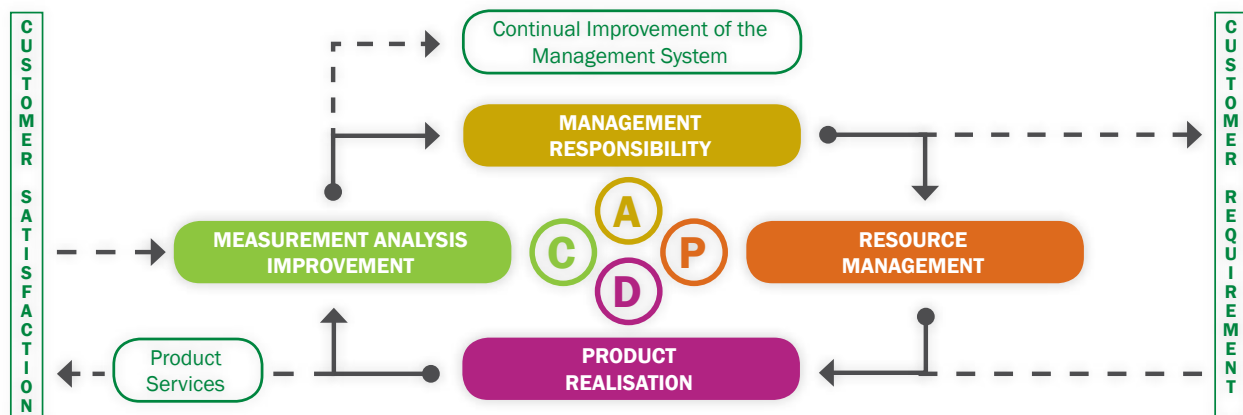 CUSTOMER SATISFACTION
Continual Improvement of the
Management System
MANAGEMENT
RESPONSIBILITY
A
MEASUREMENT ANALYSIS
IMPROVEMENT
C
P
RESOURCE
MANAGEMENT
D
Product
Services
PRODUCT
REALISATION
CUSTOMER REQUIREMENT